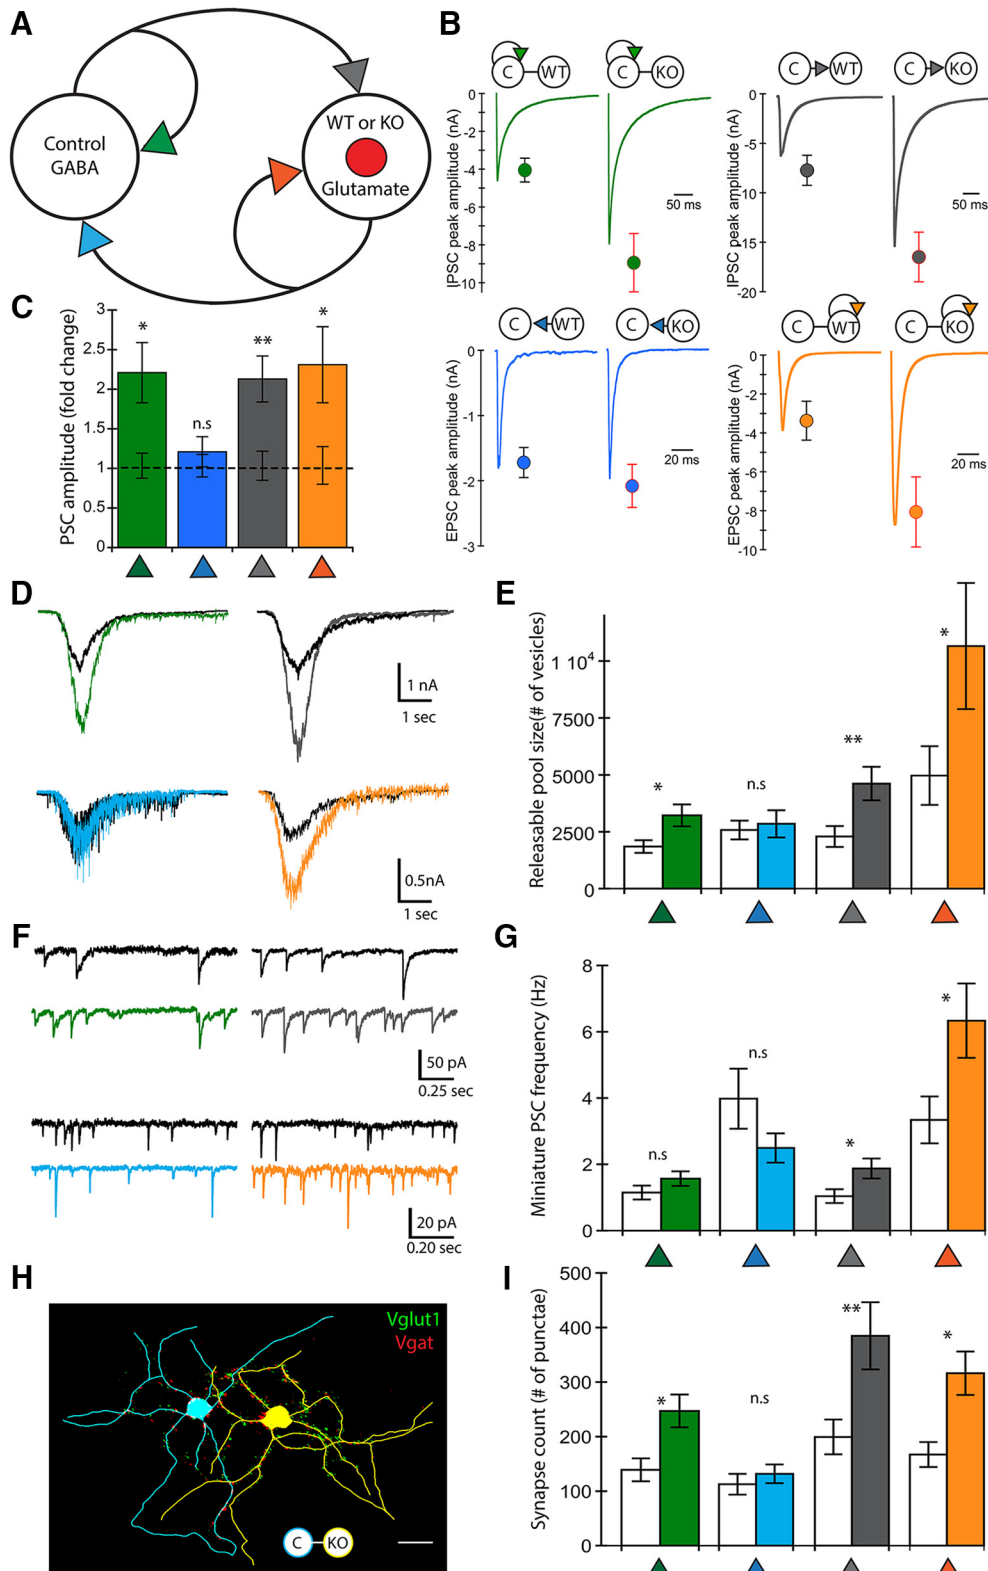 A
Control
GABA
WT or KO
Glutamate
B
C
WT
C
KO
IPSC peak amplitude (nA)
0
-2
-4
-6
-8
-10
50 ms
C
WT
C
KO
IPSC peak amplitude (nA)
0
-5
-10
-15
-20
50 ms
C
WT
C
KO
EPSC peak amplitude (nA)
0
-1
-2
-3
20 ms
C
WT
C
KO
EPSC peak amplitude (nA)
0
-2
-4
-6
-8
-10
20 ms
C
PSC amplitude (fold change)
3
2.5
2
1.5
1
0.5
0
*
n.s
**
*
D
1 nA
1 sec
0.5nA
1 sec
E
Releasable pool size(# of vesicles)
1 10⁴
7500
5000
2500
0
*
n.s
**
*
F
50 pA
0.25 sec
20 pA
0.20 sec
G
Miniature PSC frequency (Hz)
8
6
4
2
0
n.s
n.s
*
*
H
Vglut1
Vgat
C
KO
I
Synapse count (# of punctae)
500
400
300
200
100
0
*
n.s
**
*